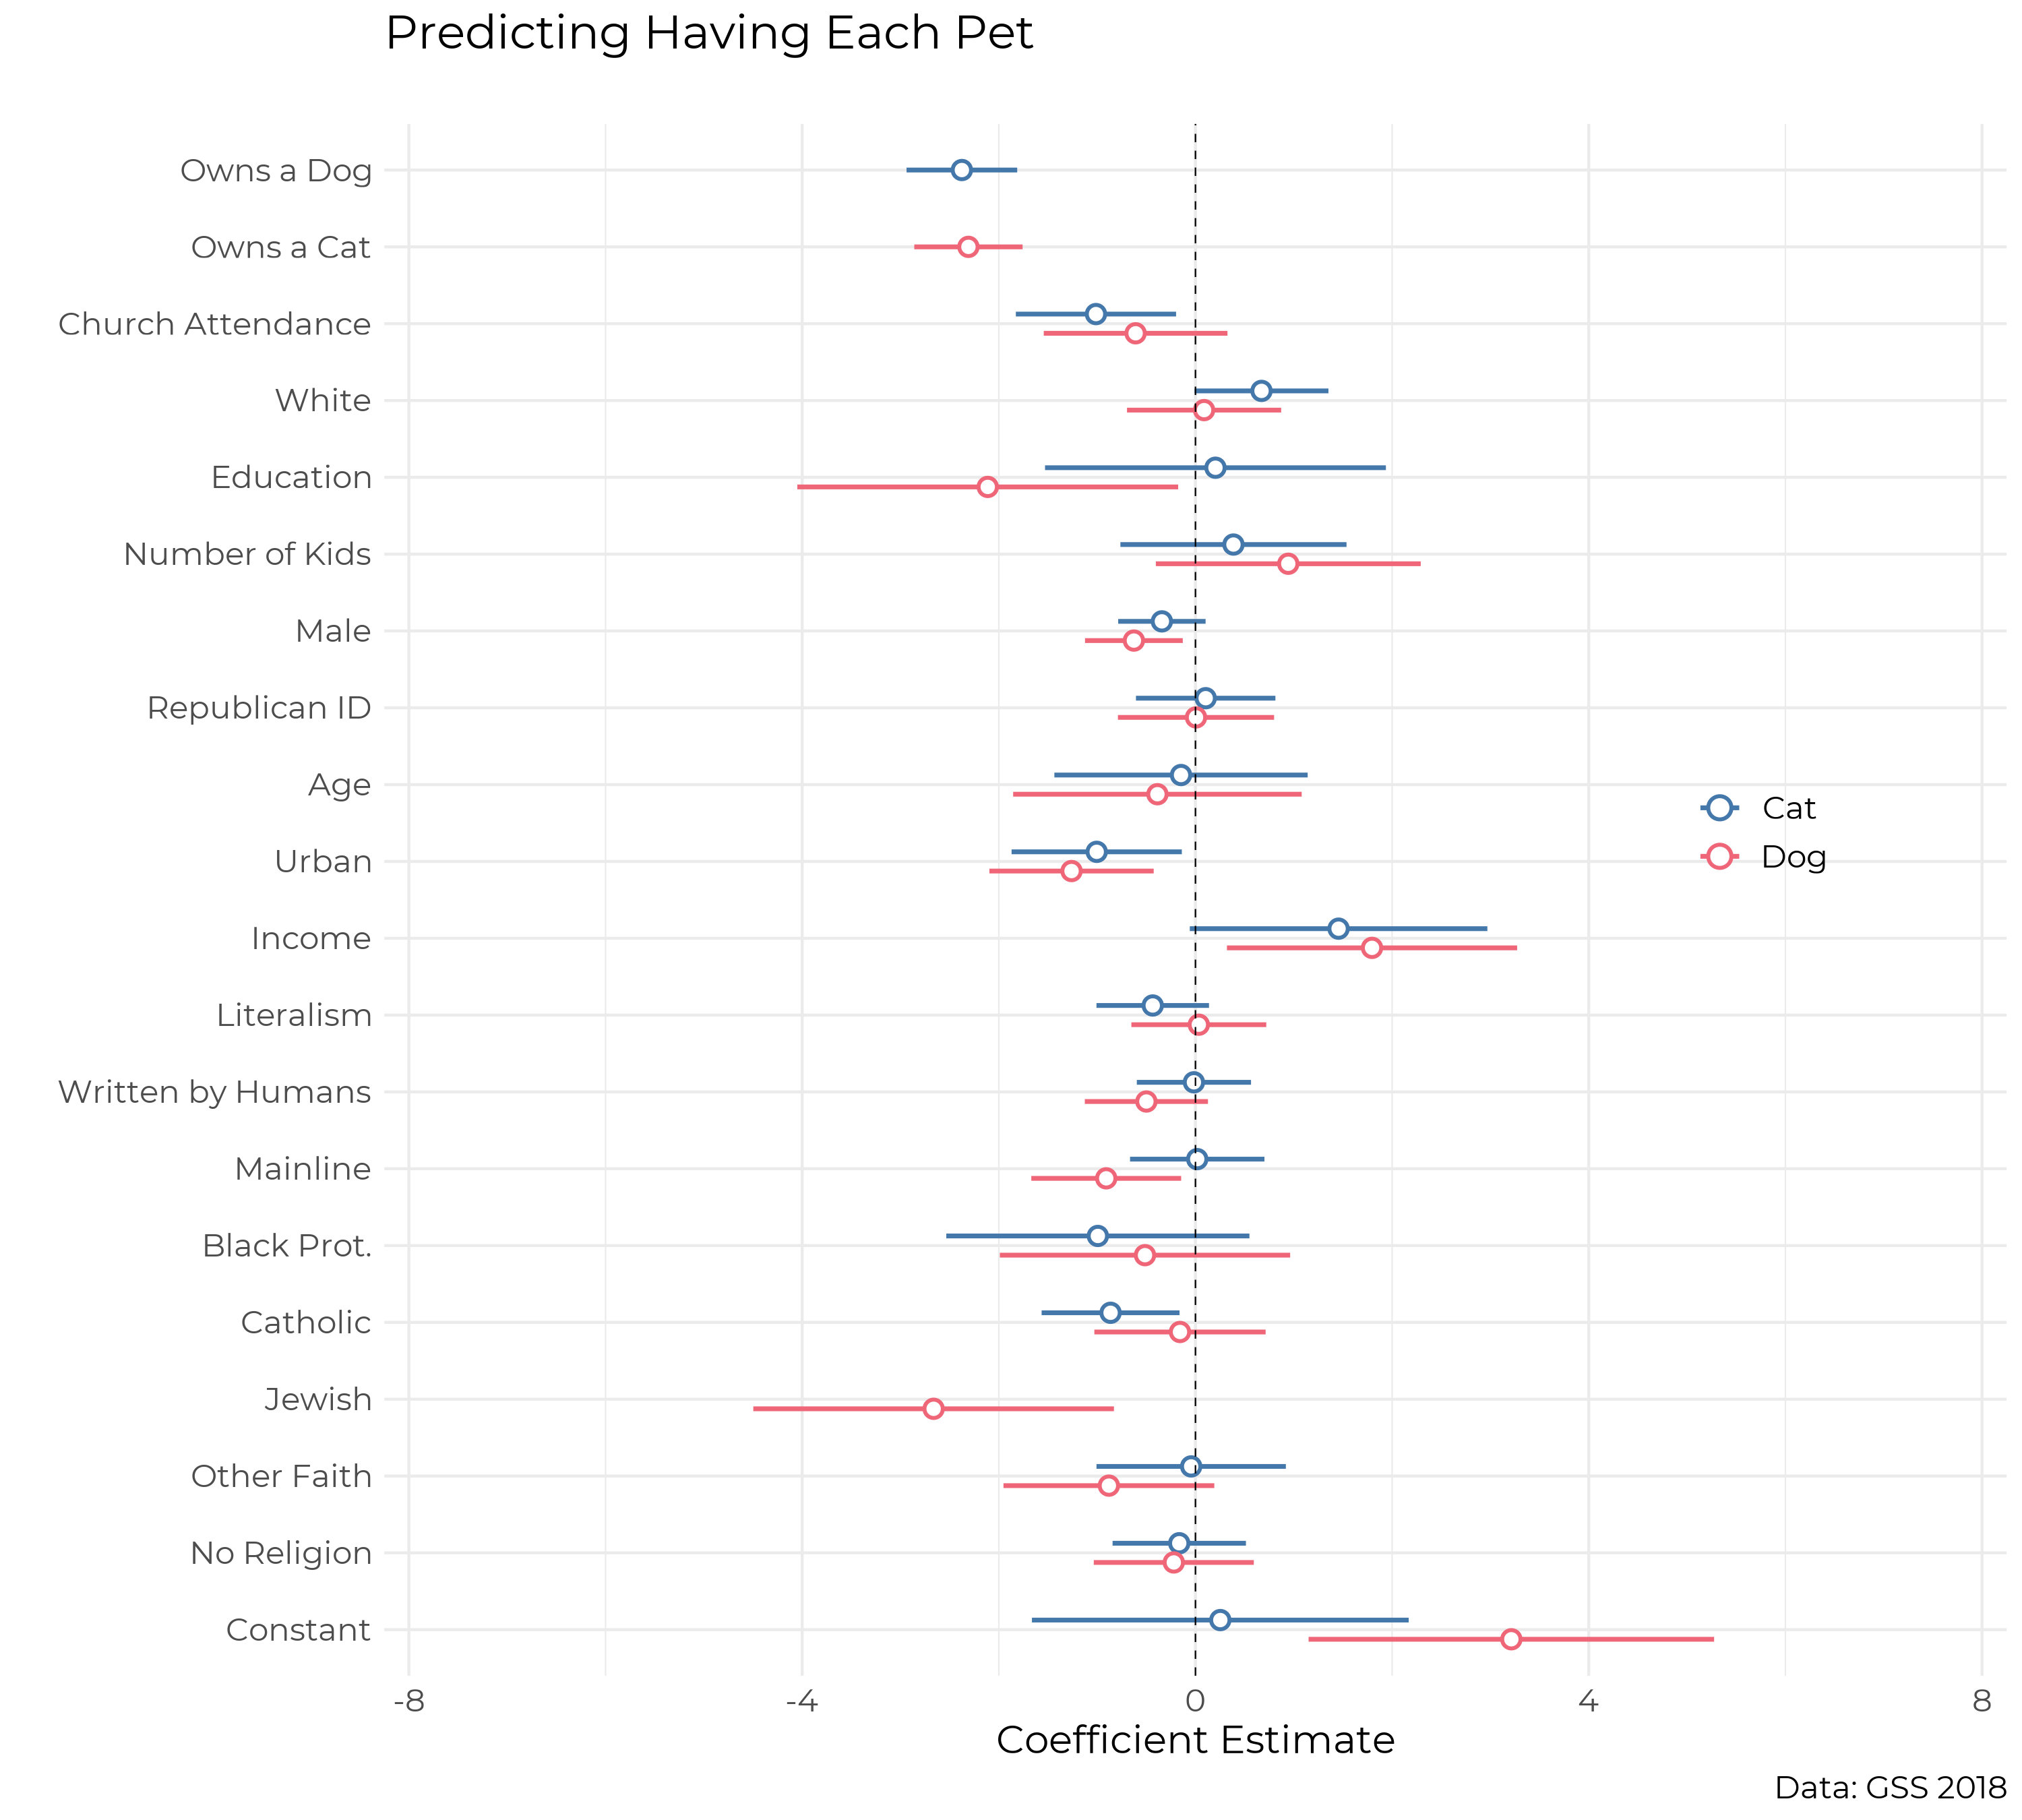 Predicting Having Each Pet
Owns a Dog
Owns a Cat
Church Attendance
White
Education
Number of Kids
Male
Republican ID
Age
Urban
Income
Literalism
Written by Humans
Mainline
Black Prot.
Catholic
Jewish
Other Faith
No Religion
Constant
Cat
Dog
-8 -4 0 4 8
Coefficient Estimate
Data: GSS 2018